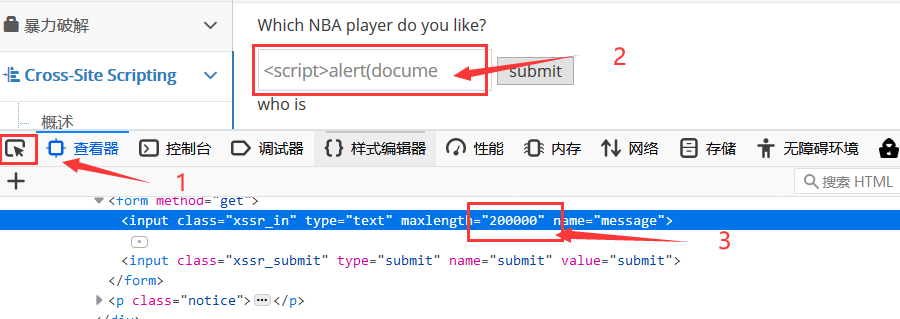 暴力破解
Which NBA player do you like?
<script>alert(docume
submit
2
Cross-Site Scripting
who is
概述
查看器
控制台
调试器
{} 样式编辑器
性能
内存
网络
存储
无障碍环境
1
+
搜索 HTML
<form method="get">
<input class="xssr_in" type="text" maxlength="200000" name="message">
3
<input class="xssr_submit" type="submit" name="submit" value="submit">
</form>
<p class="notice"> ••• </p>
</div>